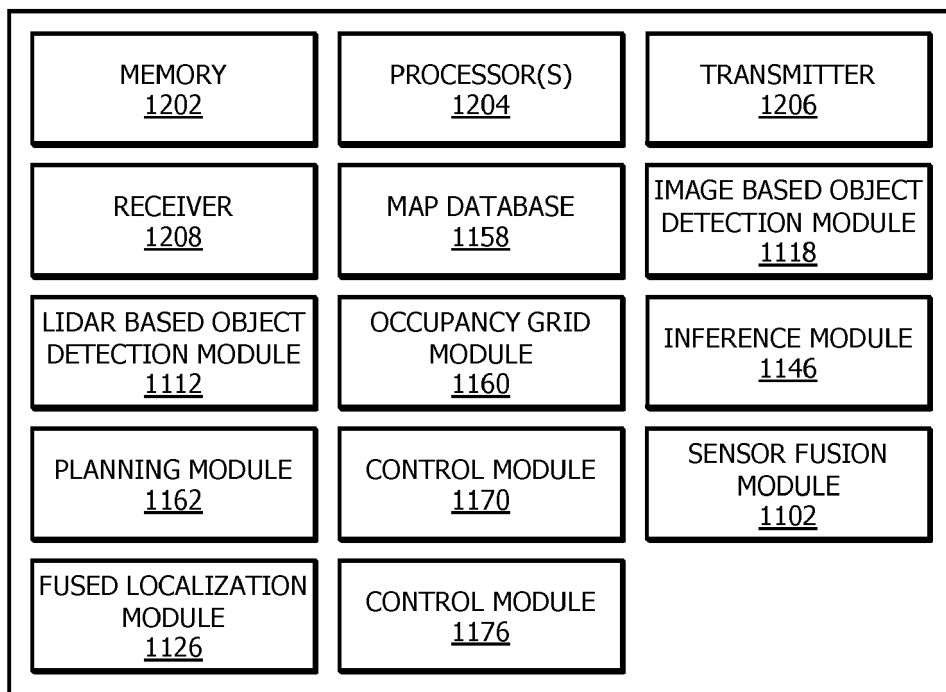 MEMORY
1202
PROCESSOR(S)
1204
TRANSMITTER
1206
RECEIVER
1208
MAP DATABASE
1158
IMAGE BASED OBJECT
DETECTION MODULE
1118
LIDAR BASED OBJECT
DETECTION MODULE
1112
OCCUPANCY GRID
MODULE
1160
INFERENCE MODULE
1146
PLANNING MODULE
1162
CONTROL MODULE
1170
SENSOR FUSION
MODULE
1102
FUSED LOCALIZATION
MODULE
1126
CONTROL MODULE
1176